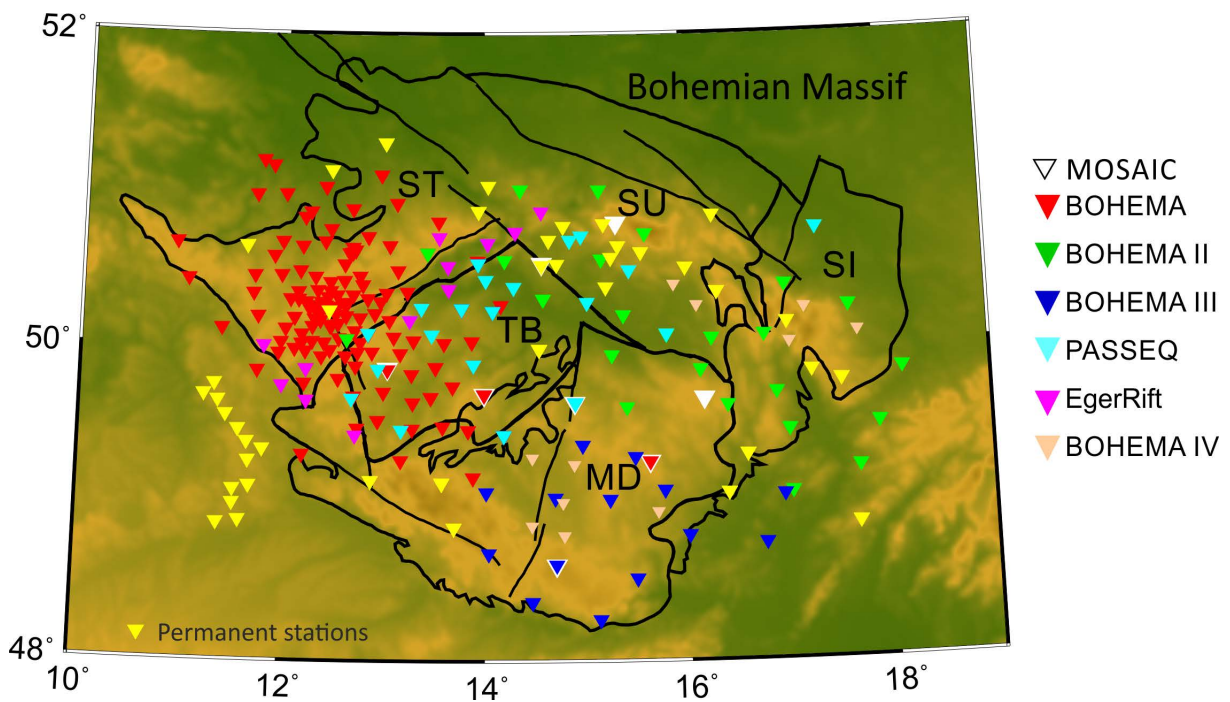 52°
Bohemian Massif
MOSAIC
BOHEMA
BOHEMA II
BOHEMA III
PASSEQ
EgerRift
BOHEMA IV
ST
SU
SI
50°
TB
MD
Permanent stations
48°
10° 12° 14° 16° 18°